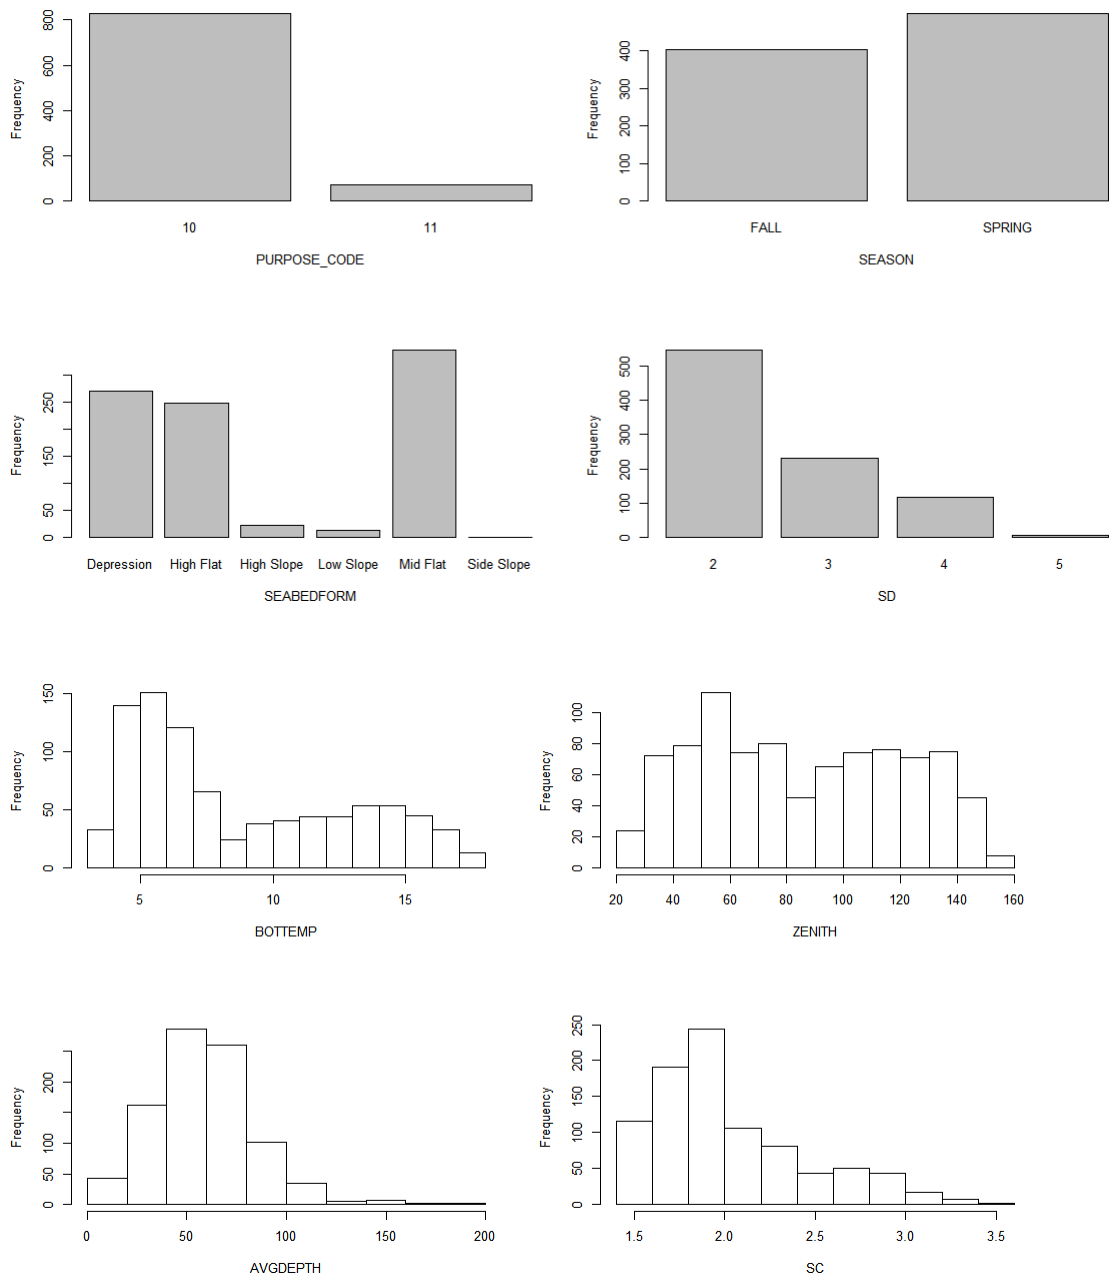 Frequency
0 200 400 600 800
10 11
PURPOSE_CODE
Frequency
0 100 200 300 400
FALL SPRING
SEASON
Frequency
0 50 150 250
Depression High Flat High Slope Low Slope Mid Flat Side Slope
SEABEDFORM
Frequency
0 100 200 300 400 500
2 3 4 5
SD
Frequency
0 50 100 150
5 10 15
BOTTEMP
Frequency
0 20 40 60 80 100
20 40 60 80 100 120 140 160
ZENITH
Frequency
0 50 100 200
0 50 100 150 200
AVGDEPTH
Frequency
0 50 100 150 200 250
1.5 2.0 2.5 3.0 3.5
SC